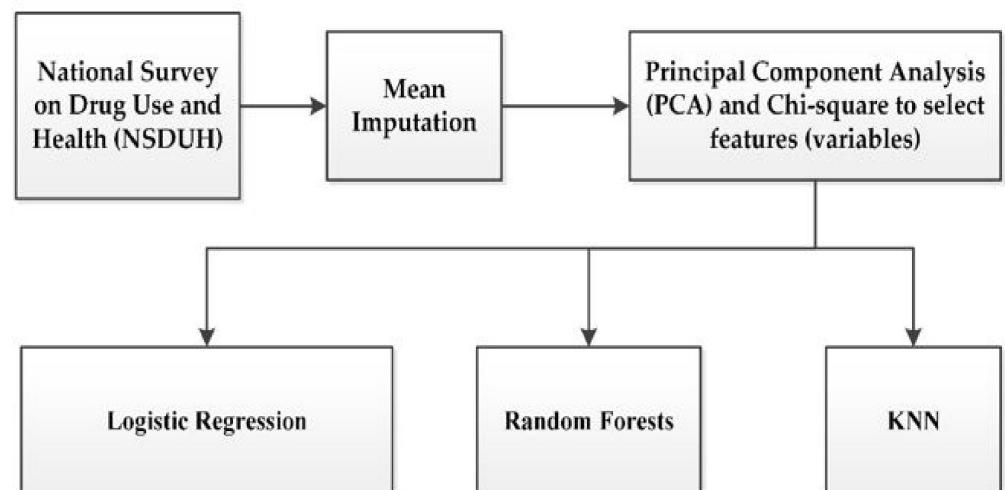 National Survey
on Drug Use and
Health (NSDUH)
Mean
Imputation
Principal Component Analysis
(PCA) and Chi-square to select
features (variables)
Logistic Regression
Random Forests
KNN